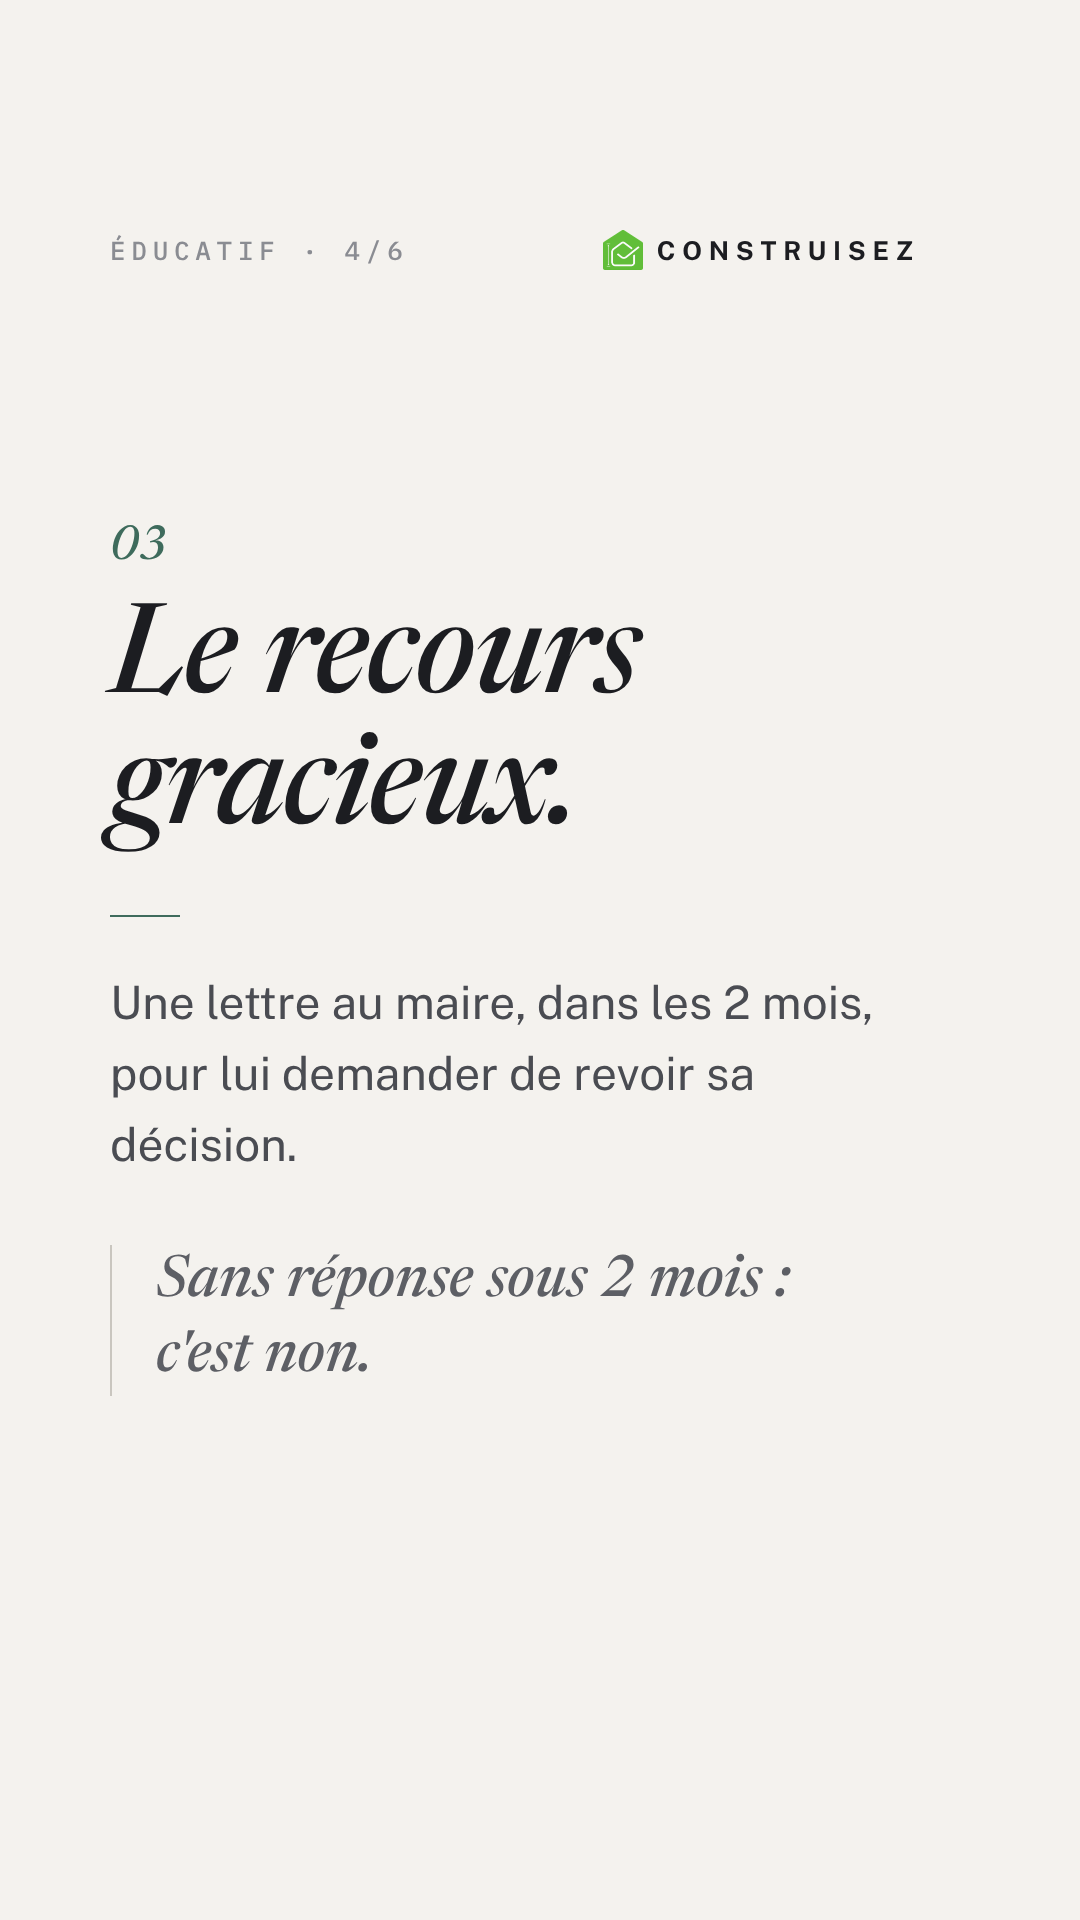 ÉDUCATIF · 4/6
CONSTRUISEZ
03
Le recours
gracieux.
Une lettre au maire, dans les 2 mois,
pour lui demander de revoir sa
décision.
Sans réponse sous 2 mois :
c'est non.